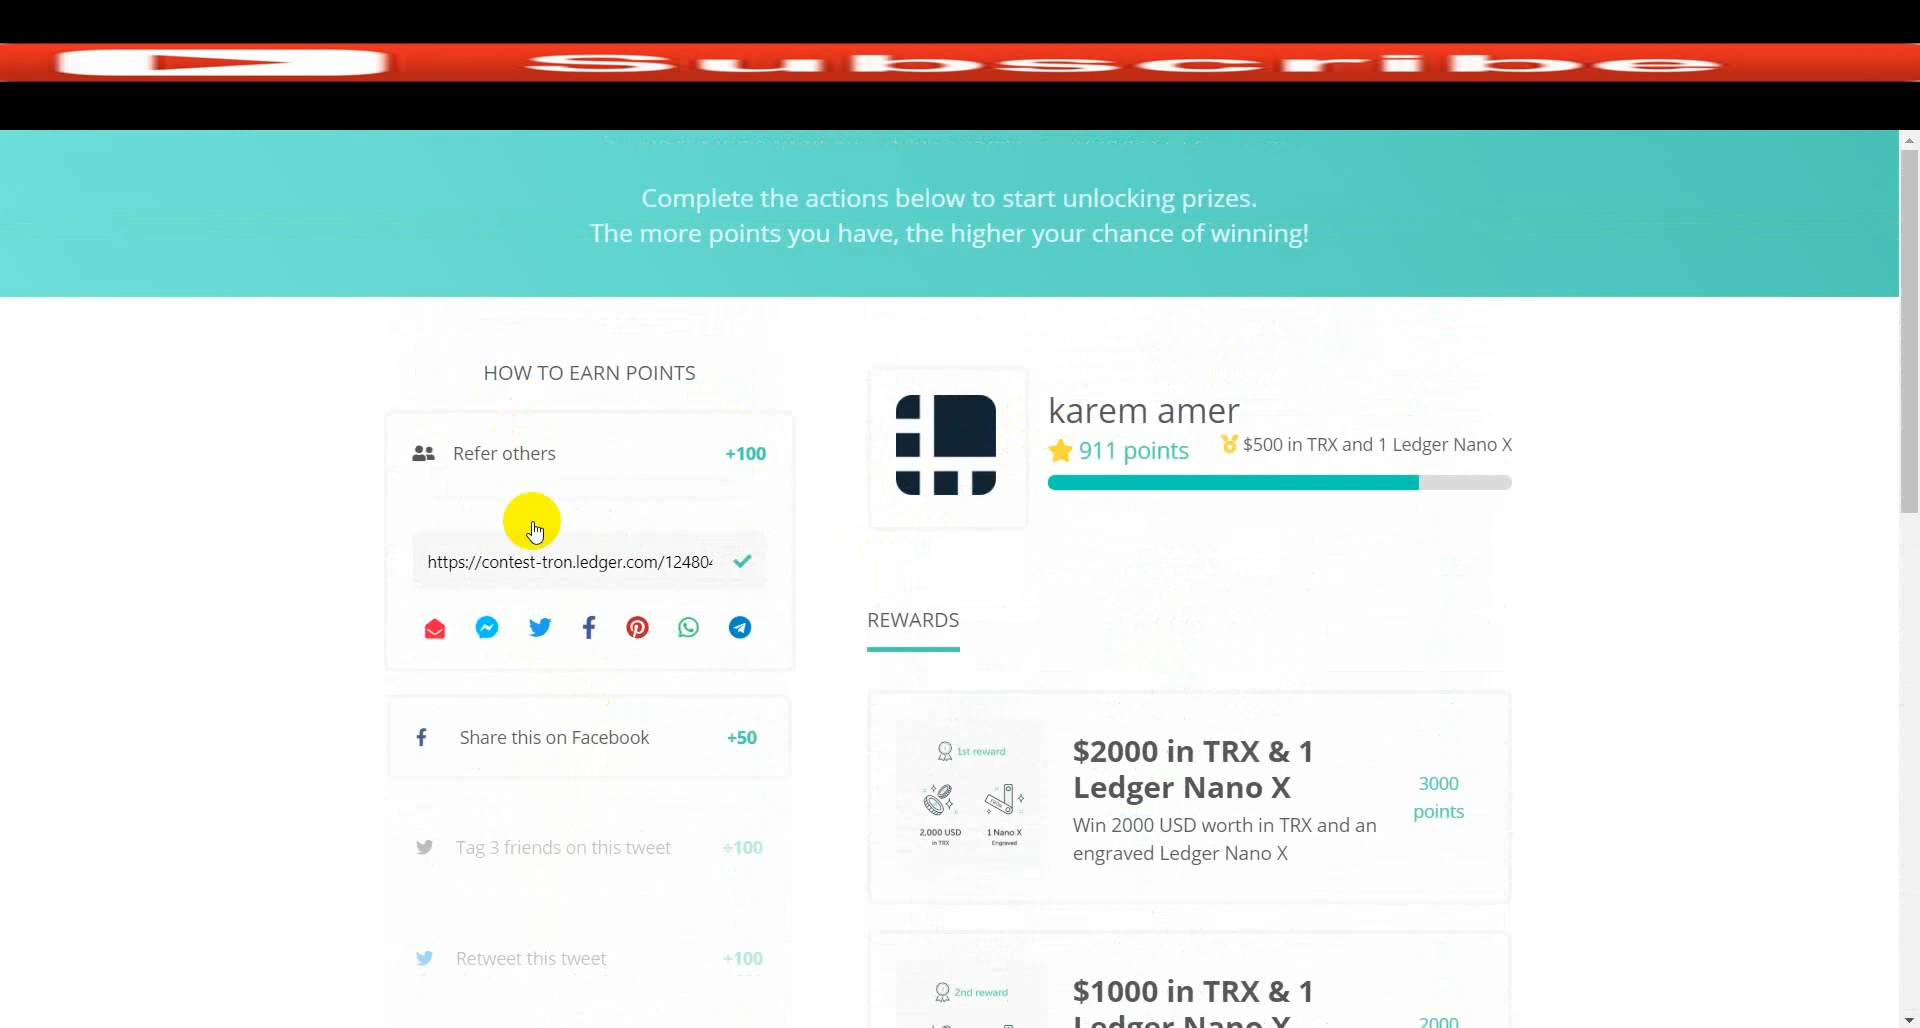 Subscribe
Complete the actions below to start unlocking prizes.
The more points you have, the higher your chance of winning!
HOW TO EARN POINTS
Refer others +100
https://contest-tron.ledger.com/12480
Share this on Facebook +50
Tag 3 friends on this tweet +100
Retweet this tweet +100
karem amer
911 points $500 in TRX and 1 Ledger Nano X
REWARDS
1st reward
2,000 USD
in TRX
1 Nano X
Engraved
$2000 in TRX & 1
Ledger Nano X
Win 2000 USD worth in TRX and an
engraved Ledger Nano X
3000
points
2nd reward
$1000 in TRX & 1
Ledger Nano X
2000